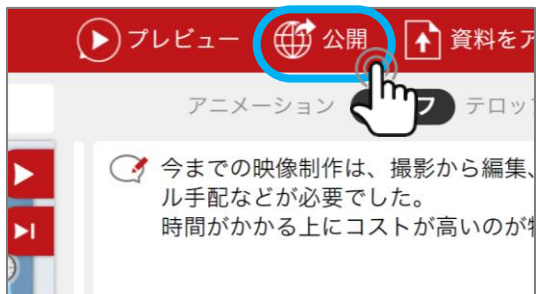 プレビュー 公開 資料をア
アニメーション フ テロップ
今までの映像制作は、撮影から編集、
ル手配などが必要でした。
時間がかかる上にコストが高いのが